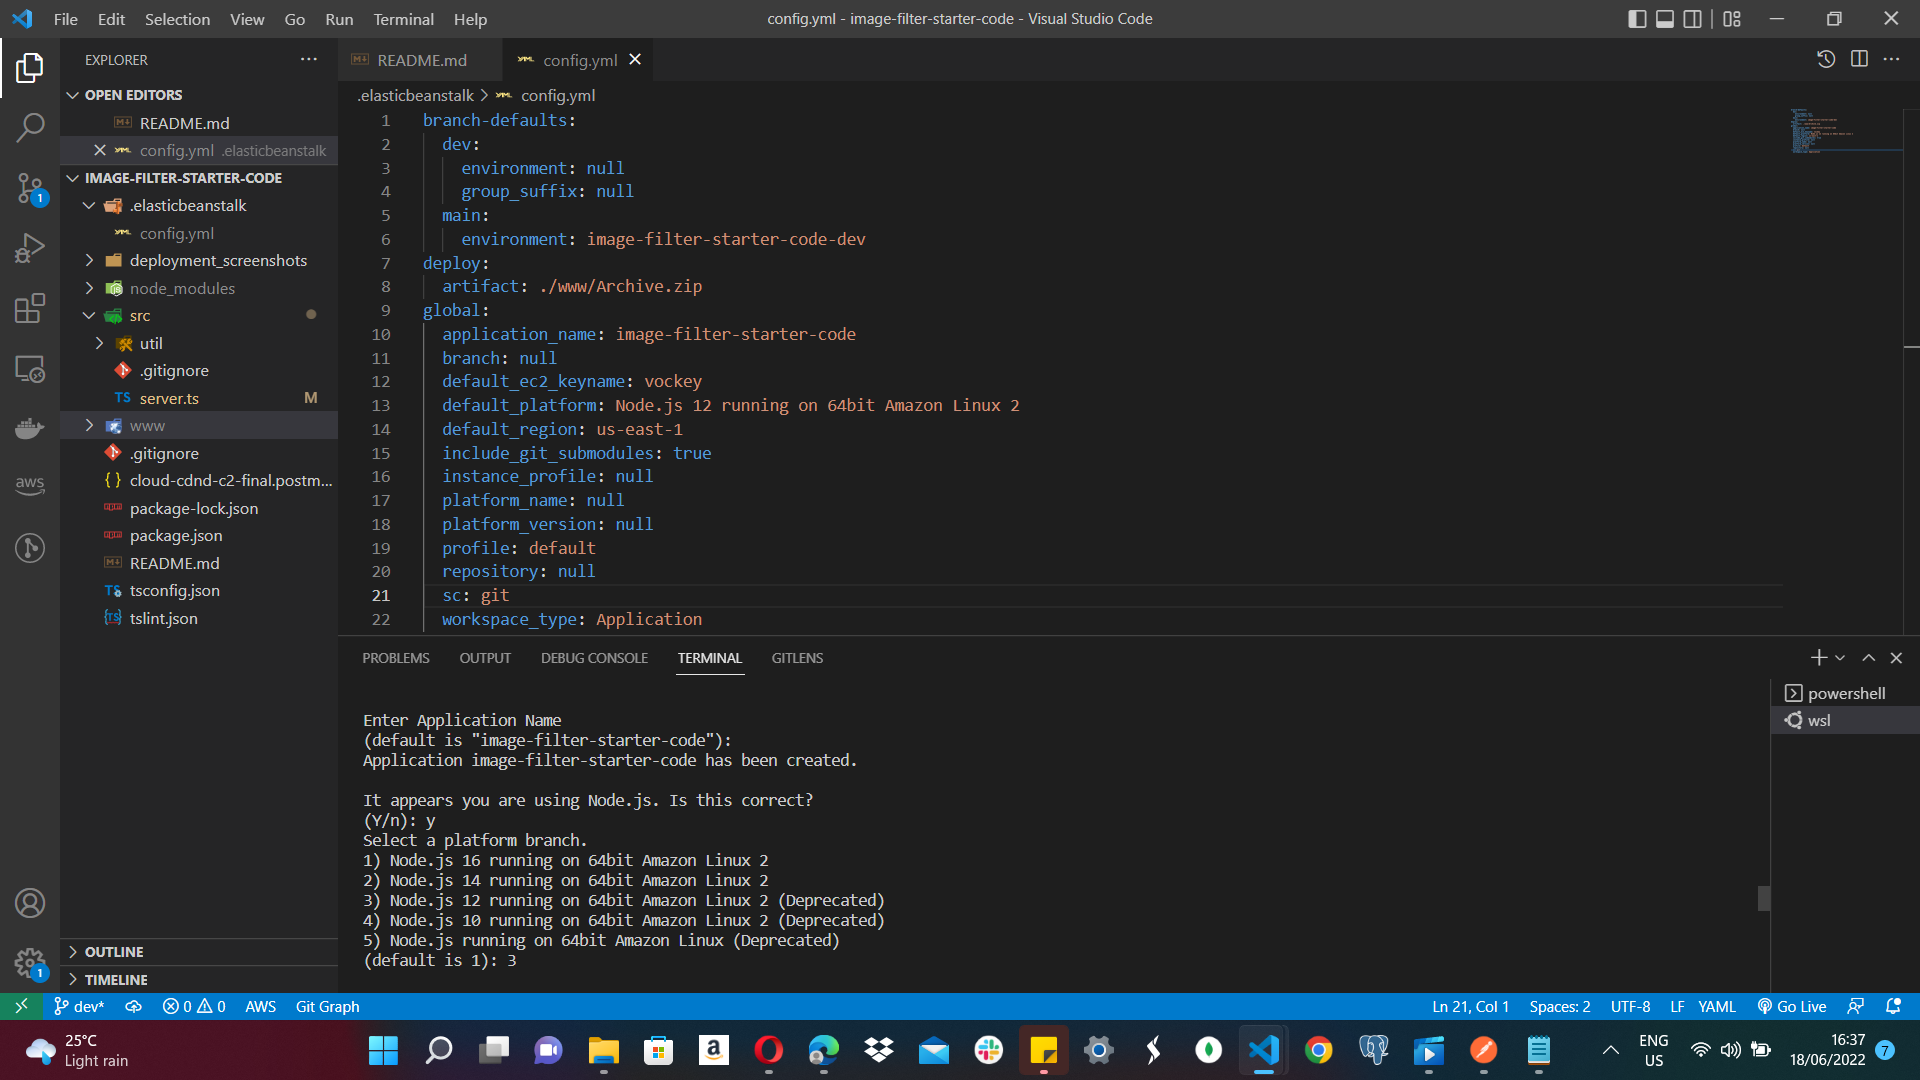 File Edit Selection View Go Run Terminal Help
config.yml - image-filter-starter-code - Visual Studio Code
EXPLORER
OPEN EDITORS
README.md
config.yml .elasticbeanstalk
IMAGE-FILTER-STARTER-CODE
.elasticbeanstalk
config.yml
deployment_screenshots
node_modules
src
util
.gitignore
TS server.ts M
www
.gitignore
{} cloud-cdnd-c2-final.postm...
package-lock.json
package.json
README.md
tsconfig.json
tslint.json
OUTLINE
TIMELINE
aws
1
1
README.md config.yml
.elasticbeanstalk > config.yml
1 branch-defaults:
2 dev:
3 environment: null
4 group_suffix: null
5 main:
6 environment: image-filter-starter-code-dev
7 deploy:
8 artifact: ./www/Archive.zip
9 global:
10 application_name: image-filter-starter-code
11 branch: null
12 default_ec2_keyname: vockey
13 default_platform: Node.js 12 running on 64bit Amazon Linux 2
14 default_region: us-east-1
15 include_git_submodules: true
16 instance_profile: null
17 platform_name: null
18 platform_version: null
19 profile: default
20 repository: null
21 sc: git
22 workspace_type: Application
PROBLEMS OUTPUT DEBUG CONSOLE TERMINAL GITLENS
powershell
wsl
Enter Application Name
(default is "image-filter-starter-code"):
Application image-filter-starter-code has been created.
It appears you are using Node.js. Is this correct?
(Y/n): y
Select a platform branch.
1) Node.js 16 running on 64bit Amazon Linux 2
2) Node.js 14 running on 64bit Amazon Linux 2
3) Node.js 12 running on 64bit Amazon Linux 2 (Deprecated)
4) Node.js 10 running on 64bit Amazon Linux 2 (Deprecated)
5) Node.js running on 64bit Amazon Linux (Deprecated)
(default is 1): 3
dev* 0 0 AWS Git Graph
Ln 21, Col 1 Spaces: 2 UTF-8 LF YAML Go Live
25°C
Light rain
ENG
US
16:37
18/06/2022
7